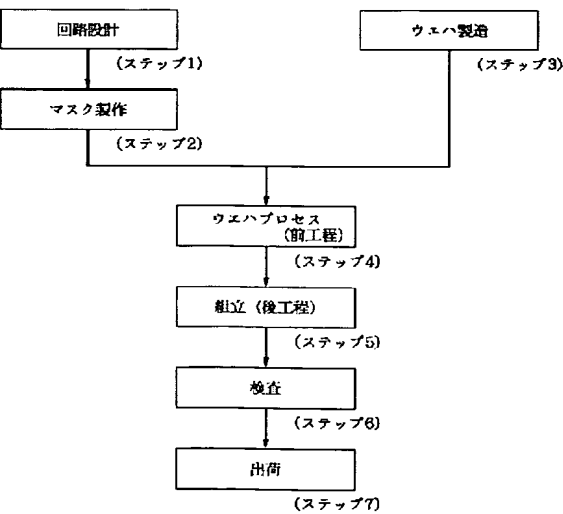 回路設計
(ステップ1)
ウェハ製造
(ステップ3)
マスク製作
(ステップ2)
ウエハプロセス
(前工程)
(ステップ4)
組立（後工程）
(ステップ5)
検査
(ステップ6)
出荷
(ステップ7)